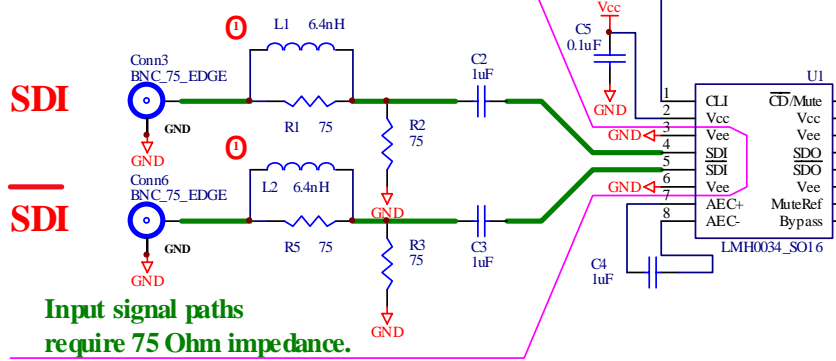 1
L1 6.4nH
Vcc
C5
0.1uF
GND
Conn3
BNC_75_EDGE
C2
1uF
U1
SDI
GND
GND
R1 75
R2
75
GND
1
L2 6.4nH
Conn6
BNC_75_EDGE
SDI
GND
GND
R5 75
R3
75
GND
C3
1uF
C4
1uF
GND
GND
1 CLI CD/Mute
2 Vcc Vcc
3 Vee Vee
4 SDI SDO
5 SDI SDO
6 Vee Vee
7 AEC+ MuteRef
8 AEC- Bypass
LMH0034_SO16
Input signal paths
require 75 Ohm impedance.